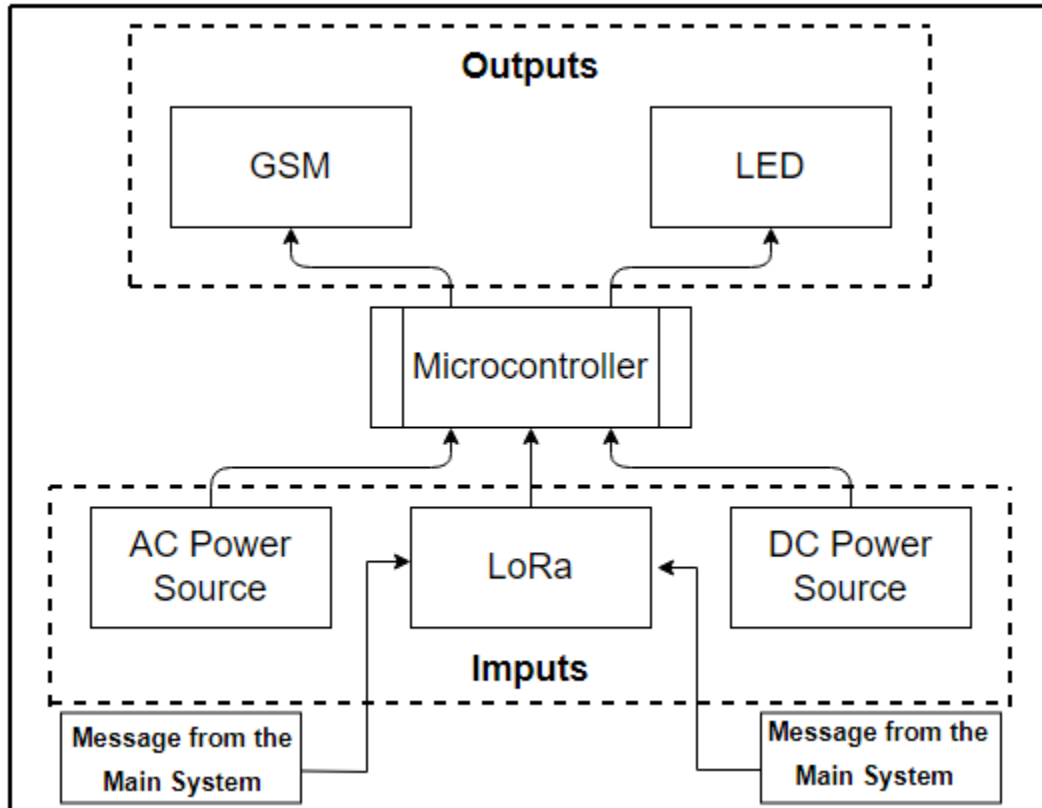 Outputs
GSM
LED
Microcontroller
AC Power
Source
LoRa
DC Power
Source
Imputs
Message from the
Main System
Message from the
Main System